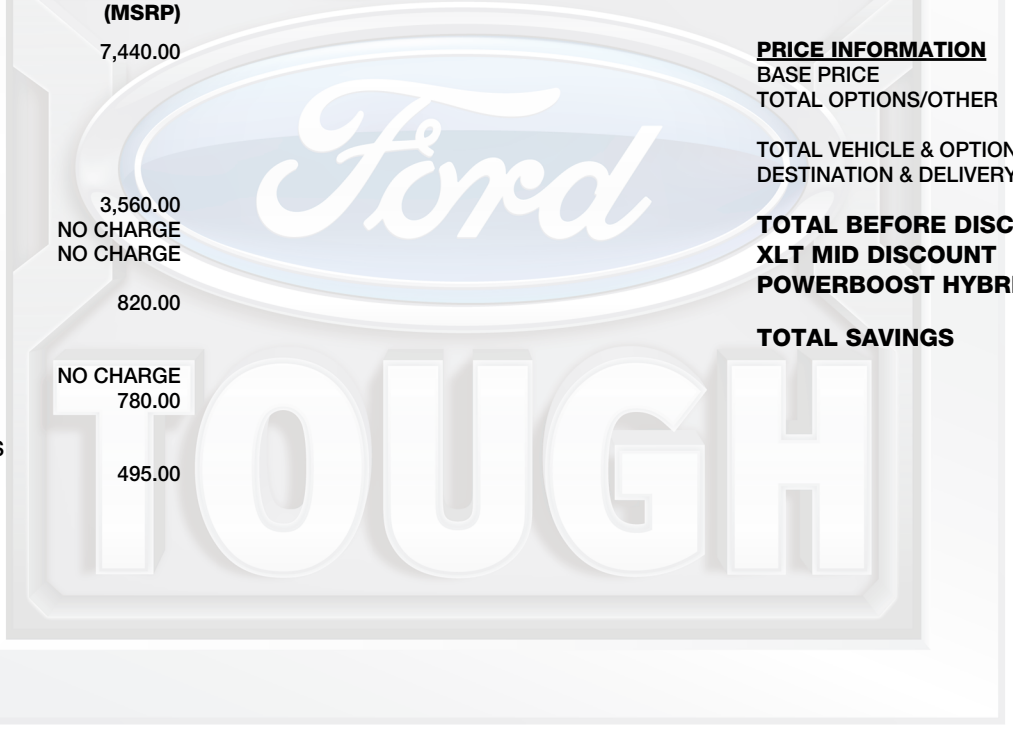 (MSRP)
7,440.00
3,560.00
NO CHARGE
NO CHARGE
820.00
NO CHARGE
780.00
S
495.00
PRICE INFORMATION
BASE PRICE
TOTAL OPTIONS/OTHER
TOTAL VEHICLE & OPTION
DESTINATION & DELIVERY
TOTAL BEFORE DISC
XLT MID DISCOUNT
POWERBOOST HYBRI
TOTAL SAVINGS
Ford
TOUGH